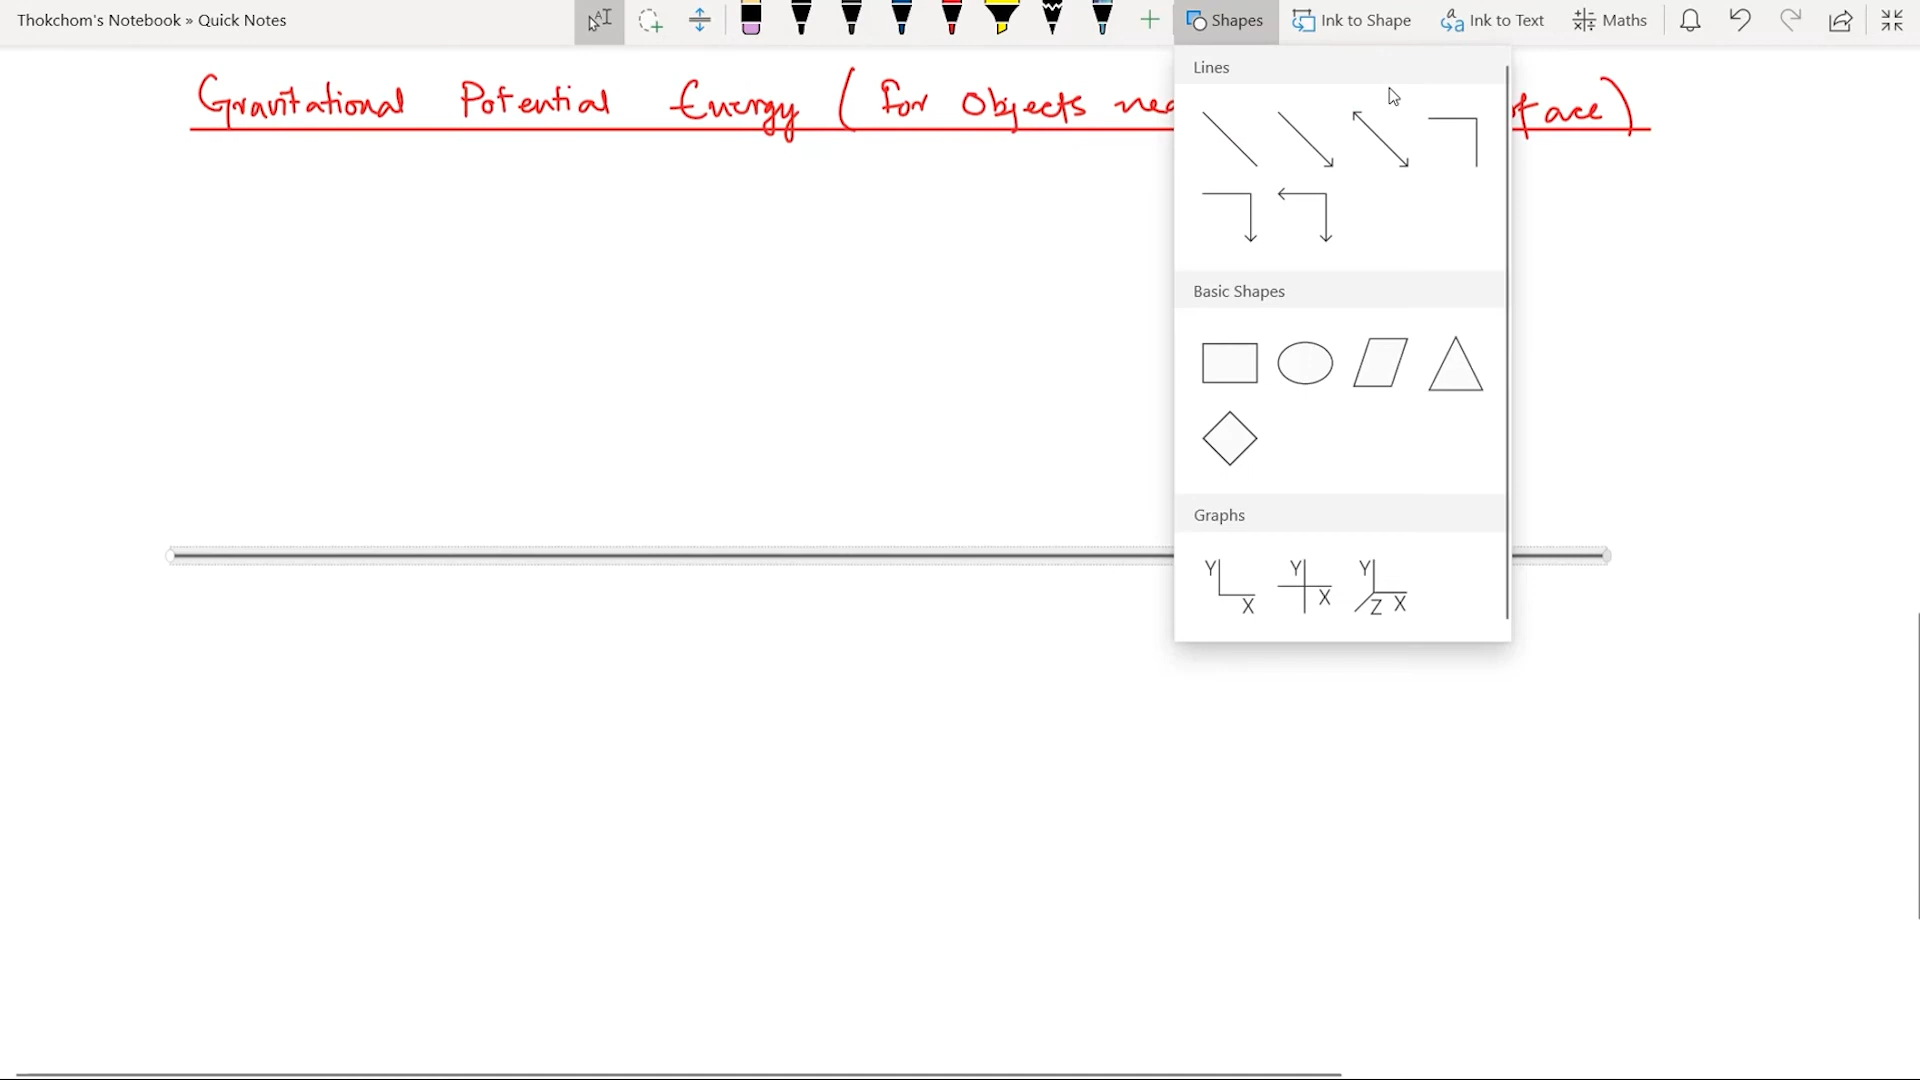 Thokchom's Notebook » Quick Notes
Shapes
Ink to Shape
Ink to Text
Maths
Gravitational Potential Energy (for Objects
Lines
Basic Shapes
Graphs
Y X Y X Y Z X